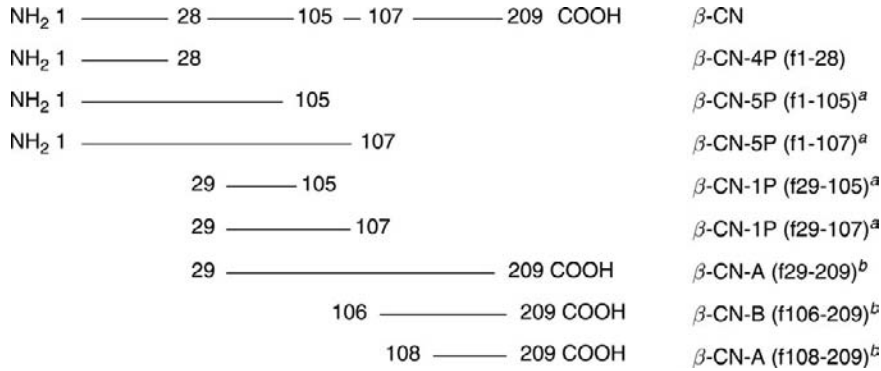 NH2 1 28 105 107 209 COOH β-CN
NH2 1 28 β-CN-4P (f1-28)
NH2 1 105 β-CN-5P (f1-105)a
NH2 1 107 β-CN-5P (f1-107)a
29 105 β-CN-1P (f29-105)a
29 107 β-CN-1P (f29-107)a
29 209 COOH β-CN-A (f29-209)b
106 209 COOH β-CN-B (f106-209)b
108 209 COOH β-CN-A (f108-209)b